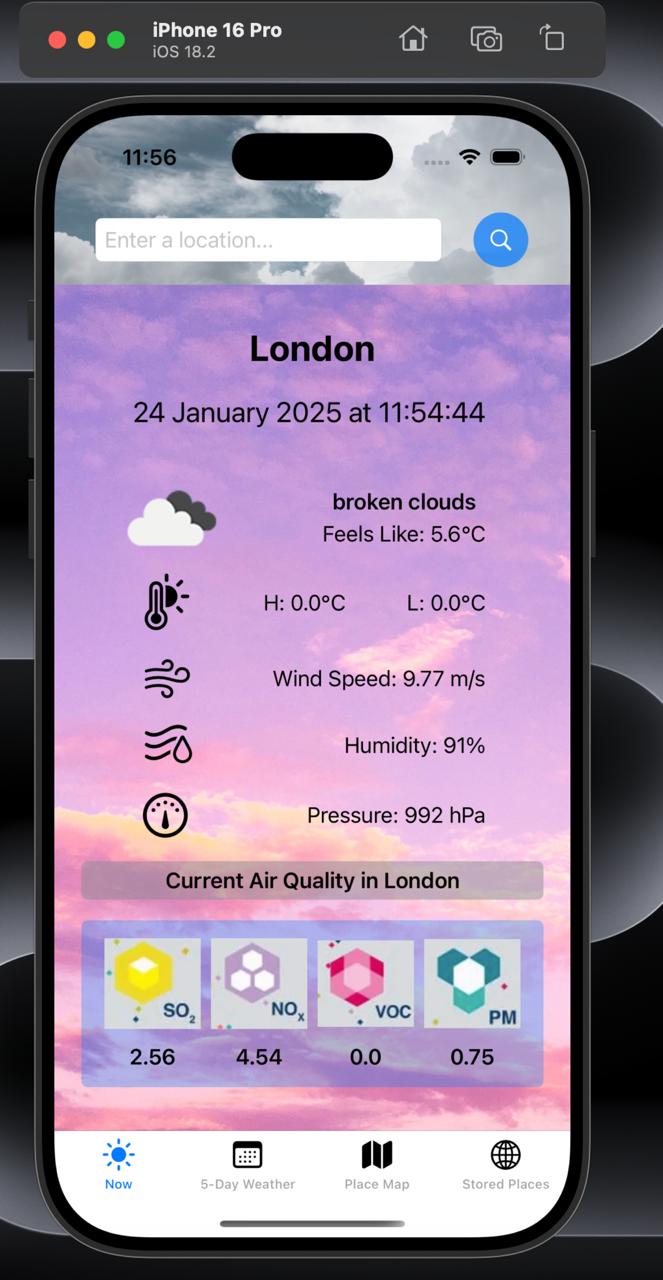 iPhone 16 Pro
iOS 18.2
11:56
Enter a location...
London
24 January 2025 at 11:54:44
broken clouds
Feels Like: 5.6°C
H: 0.0°C L: 0.0°C
Wind Speed: 9.77 m/s
Humidity: 91%
Pressure: 992 hPa
Current Air Quality in London
SO₂ NOₓ VOC PM
2.56 4.54 0.0 0.75
Now 5-Day Weather Place Map Stored Places